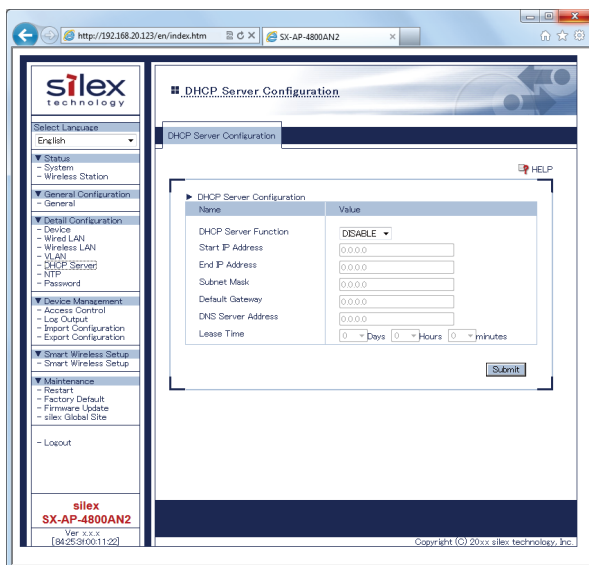 http://192.168.20.123/en/index.htm
SX-AP-4800AN2
silex
technology
Select Language
English
▼ Status
- System
- Wireless Station
▼ General Configuration
- General
▼ Detail Configuration
- Device
- Wired LAN
- Wireless LAN
- VLAN
- DHCP Server
- NTP
- Password
▼ Device Management
- Access Control
- Log Output
- Import Configuration
- Export Configuration
▼ Smart Wireless Setup
- Smart Wireless Setup
▼ Maintenance
- Restart
- Factory Default
- Firmware Update
- silex Global Site
- Logout
silex
SX-AP-4800AN2
Ver x.x.x
[84:25:3f:00:11:22]
DHCP Server Configuration
DHCP Server Configuration
HELP
▶ DHCP Server Configuration
Name Value
DHCP Server Function DISABLE
Start IP Address 0.0.0.0
End IP Address 0.0.0.0
Subnet Mask 0.0.0.0
Default Gateway 0.0.0.0
DNS Server Address 0.0.0.0
Lease Time 0 Days 0 Hours 0 minutes
Submit
Copyright (C) 20xx silex technology, Inc.